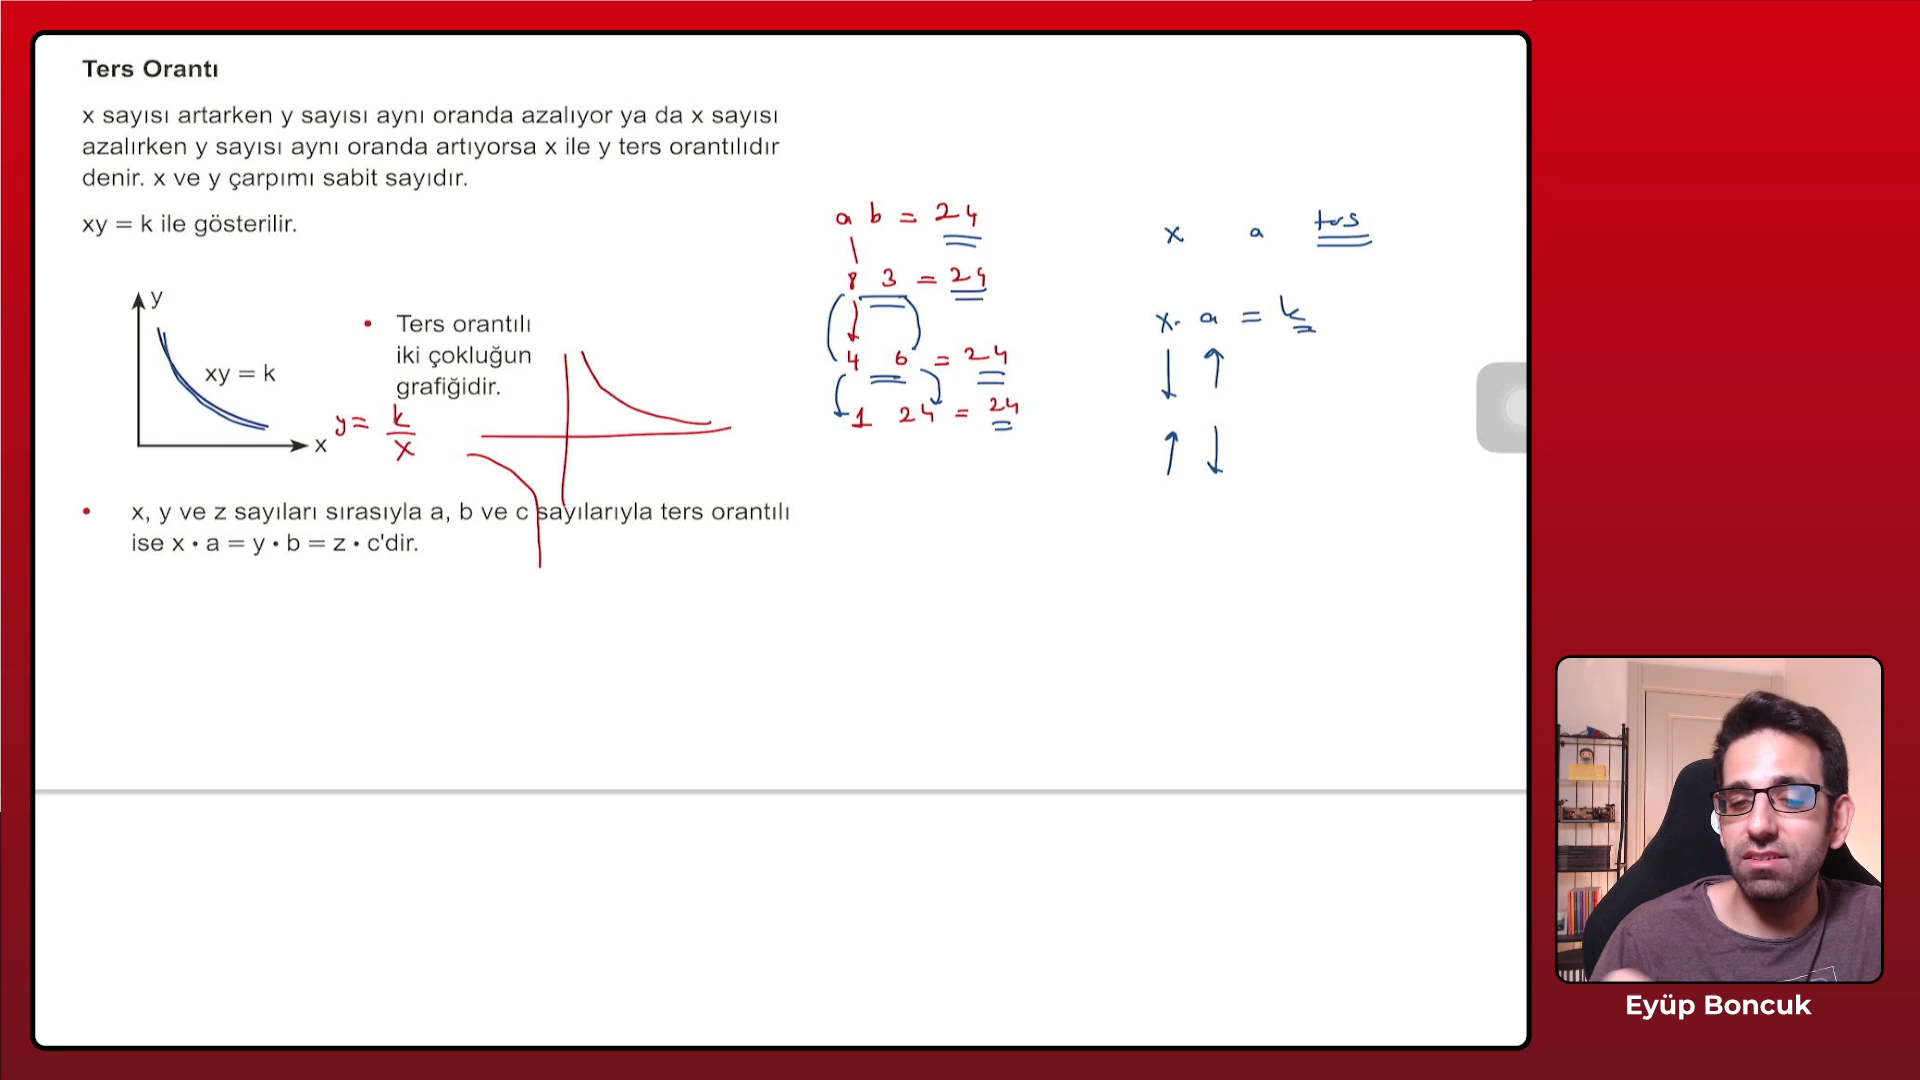 Ters Orantı
x sayısı artarken y sayısı aynı oranda azalıyor ya da x sayısı
azalırken y sayısı aynı oranda artıyorsa x ile y ters orantılıdır
denir. x ve y çarpımı sabit sayıdır.
xy = k ile gösterilir.
y
xy = k
x
• Ters orantılı
iki çokluğun
grafiğidir.
y = k/x
• x, y ve z sayıları sırasıyla a, b ve c sayılarıyla ters orantılı
ise x • a = y • b = z • c'dir.
a b = 24
8 3 = 24
4 6 = 24
1 24 = 24
x a ters
x. a = k
Eyüp Boncuk